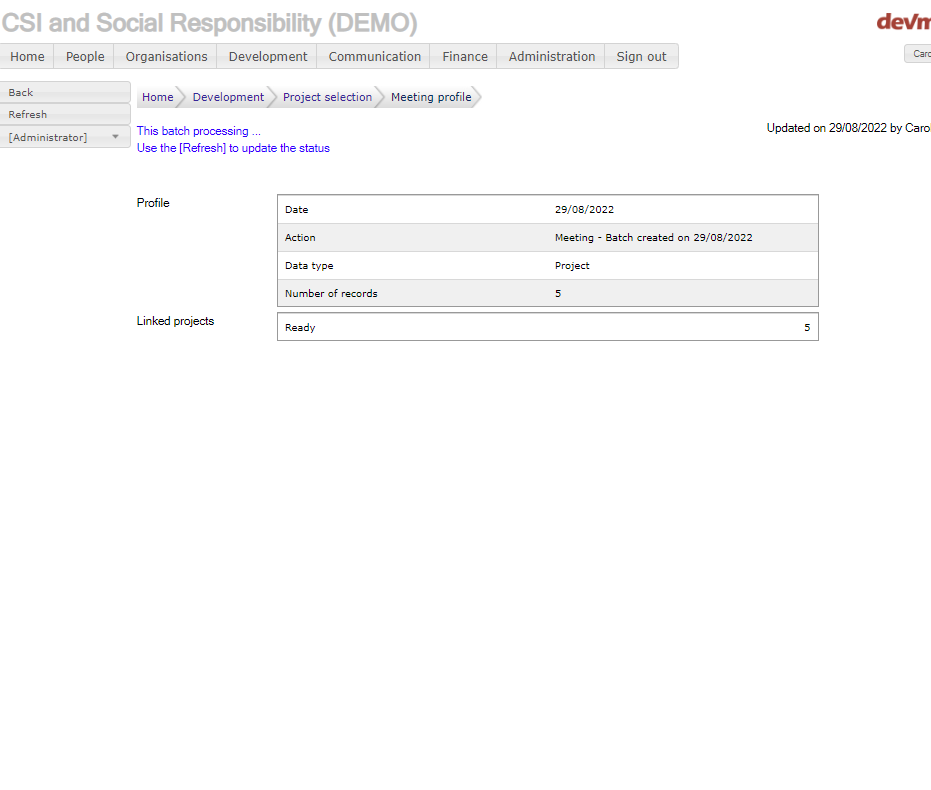 CSI and Social Responsibility (DEMO)
Home People Organisations Development Communication Finance Administration Sign out
Back
Refresh
[Administrator]
Home Development Project selection Meeting profile
This batch processing ...
Use the [Refresh] to update the status
Updated on 29/08/2022 by
Profile
Date 29/08/2022
Action Meeting - Batch created on 29/08/2022
Data type Project
Number of records 5
Linked projects
Ready 5